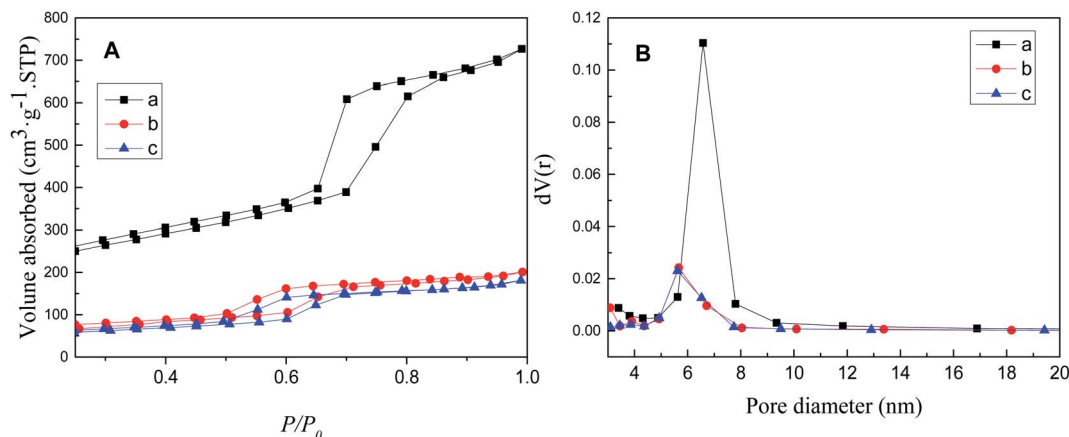 A
a
b
c
800
700
600
500
400
300
200
100
0
0.4
0.6
0.8
1.0
Volune absorbed (cm³·g⁻¹.STP)
P/P₀
B
a
b
c
0.12
0.10
0.08
0.06
0.04
0.02
0.00
4
6
8
10
12
14
16
18
20
dV(r)
Pore diameter (nm)